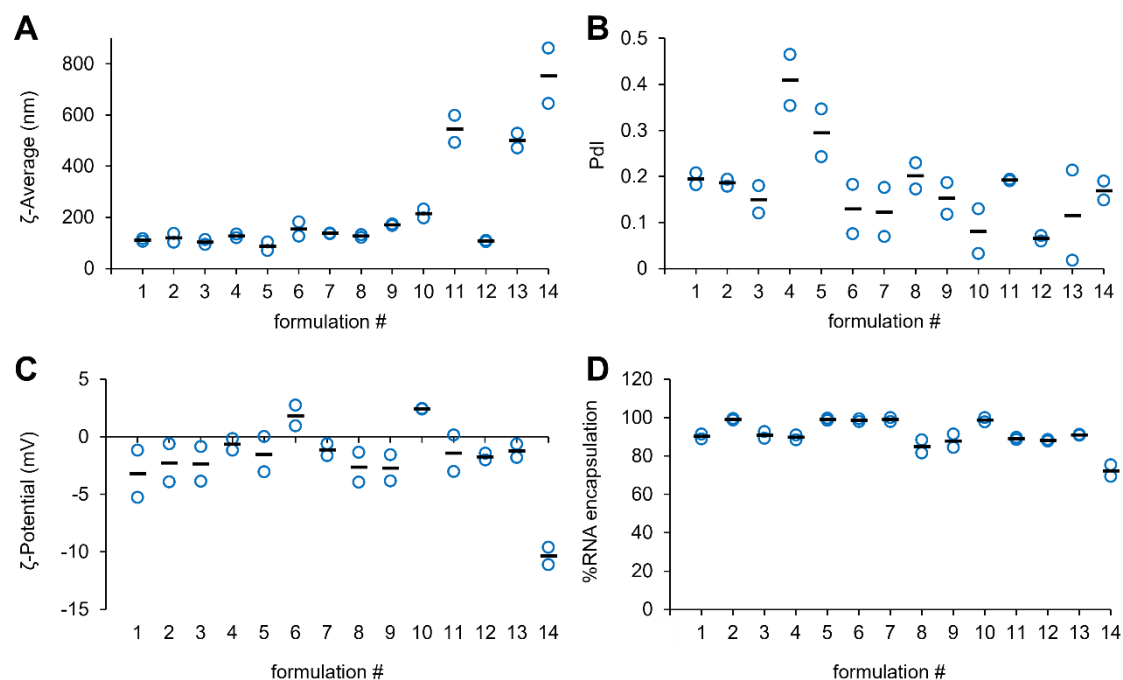 A
ζ-Average (nm)
800
600
400
200
0
1 2 3 4 5 6 7 8 9 10 11 12 13 14
formulation #
B
PdI
0.5
0.4
0.3
0.2
0.1
0
1 2 3 4 5 6 7 8 9 10 11 12 13 14
formulation #
C
ζ-Potential (mV)
5
0
-5
-10
-15
1 2 3 4 5 6 7 8 9 10 11 12 13 14
formulation #
D
%RNA encapsulation
120
100
80
60
40
20
0
1 2 3 4 5 6 7 8 9 10 11 12 13 14
formulation #